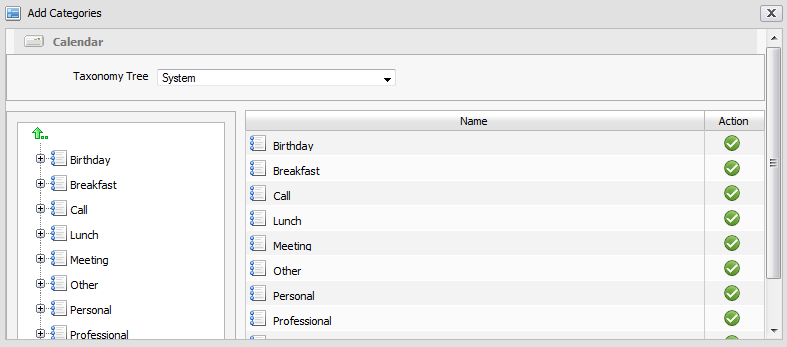 Add Categories
Calendar
Taxonomy Tree System
Name Action
Birthday
Breakfast
Call
Lunch
Meeting
Other
Personal
Professional
Birthday
Breakfast
Call
Lunch
Meeting
Other
Personal
Professional